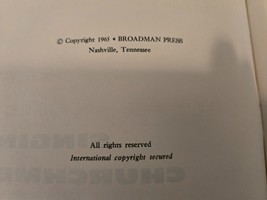 © Copyright 1965 • BROADMAN PRESS
Nashville, Tennessee
All rights reserved
International copyright secured